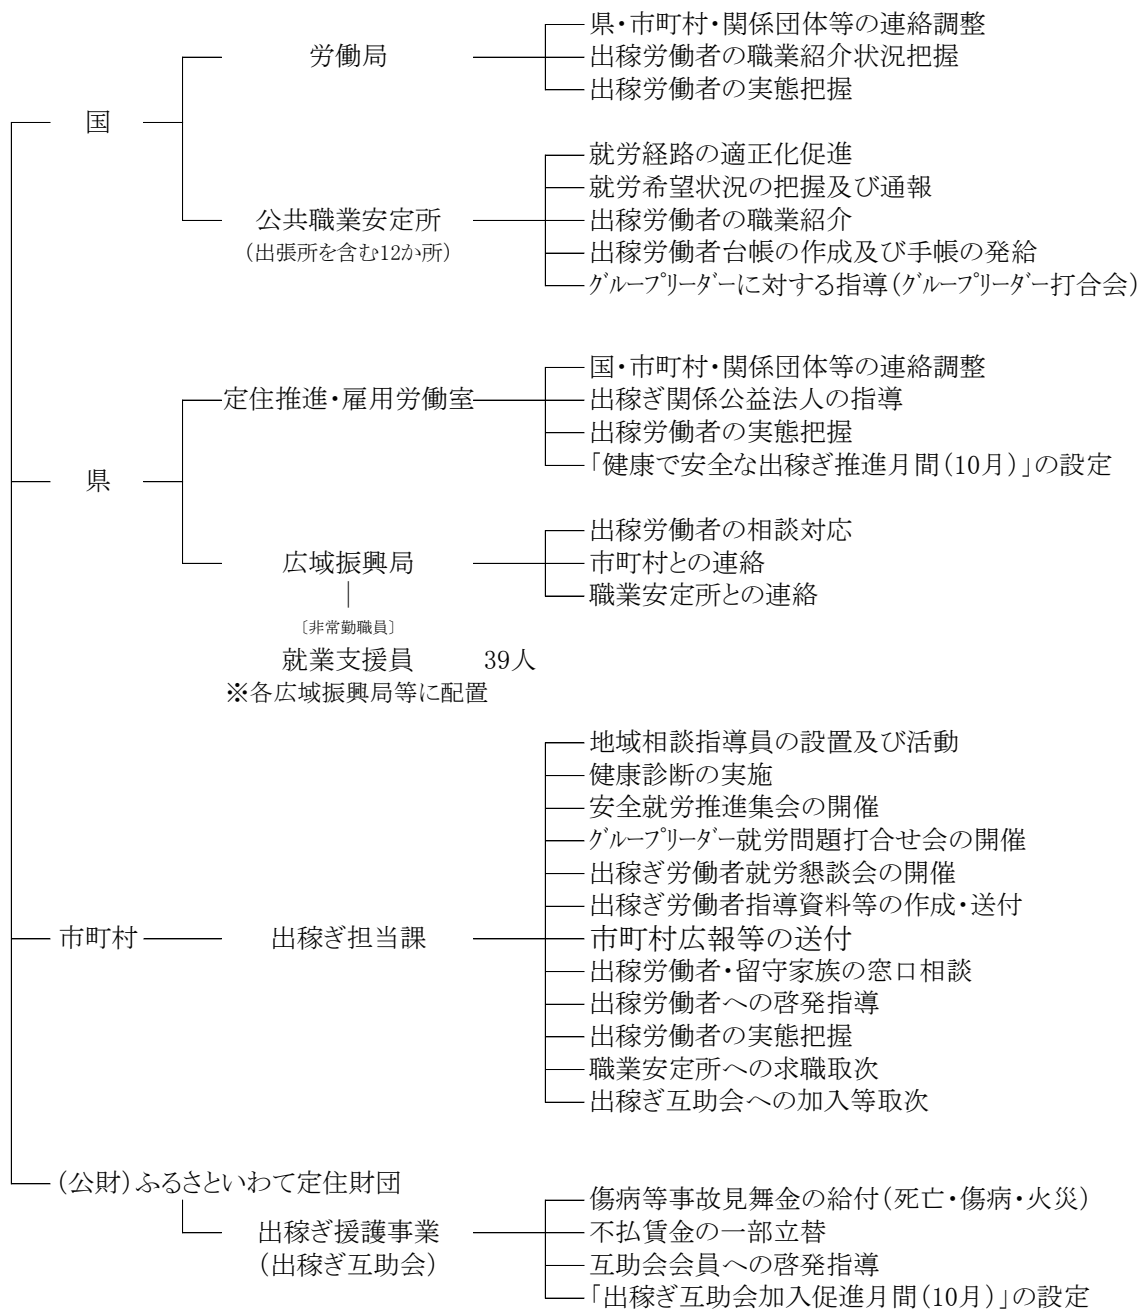 県・市町村・関係団体等の連絡調整
労働局
出稼労働者の職業紹介状況把握
出稼労働者の実態把握
国
就労経路の適正化促進
就労希望状況の把握及び通報
公共職業安定所
出稼労働者の職業紹介
(出張所を含む12か所)
出稼労働者台帳の作成及び手帳の発給
グループリーダーに対する指導(グループリーダー打合会)
国・市町村・関係団体等の連絡調整
定住推進・雇用労働室
出稼ぎ関係公益法人の指導
出稼労働者の実態把握
「健康で安全な出稼ぎ推進月間(10月)」の設定
県
出稼労働者の相談対応
広域振興局
市町村との連絡
職業安定所との連絡
〔非常勤職員〕
就業支援員 39人
※各広域振興局等に配置
地域相談指導員の設置及び活動
健康診断の実施
安全就労推進集会の開催
グループリーダー就労問題打合せ会の開催
出稼ぎ労働者就労懇談会の開催
出稼ぎ労働者指導資料等の作成・送付
市町村
出稼ぎ担当課
市町村広報等の送付
出稼労働者・留守家族の窓口相談
出稼労働者への啓発指導
出稼労働者の実態把握
職業安定所への求職取次
出稼ぎ互助会への加入等取次
(公財)ふるさといわて定住財団
傷病等事故見舞金の給付(死亡・傷病・火災)
出稼ぎ援護事業
不払賃金の一部立替
(出稼ぎ互助会)
互助会会員への啓発指導
「出稼ぎ互助会加入促進月間(10月)」の設定